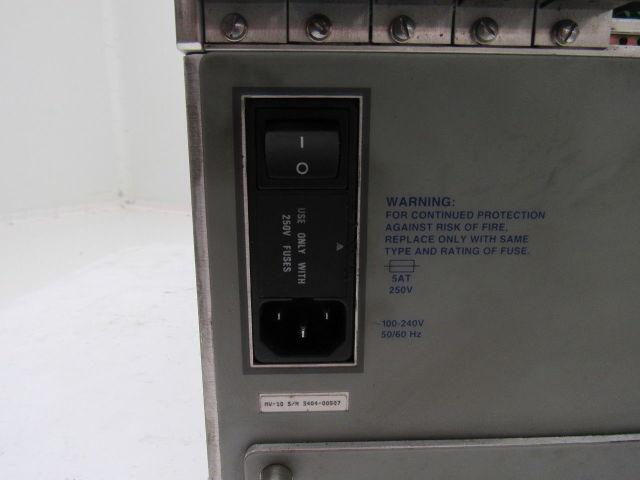 I
O
USE ONLY WITH
250V FUSES
WARNING:
FOR CONTINUED PROTECTION
AGAINST RISK OF FIRE,
REPLACE ONLY WITH SAME
TYPE AND RATING OF FUSE.
5AT
250V
~100-240V
50/60 Hz
MV-10 S/N 5404-00507